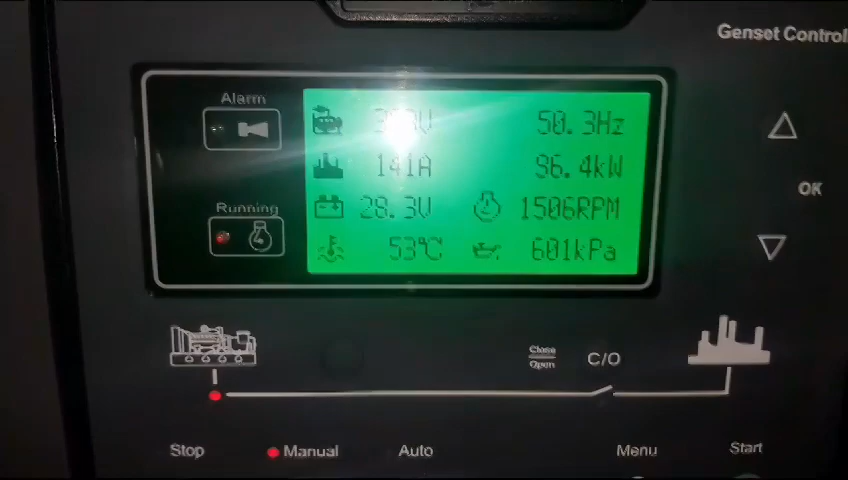 Genset Control
Alarm
50.3Hz
141A 96.4kW
Running
28.3V 1506RPM
53℃ 601kPa
Close
Open
C/O
Stop Manual Auto Menu Start
OK